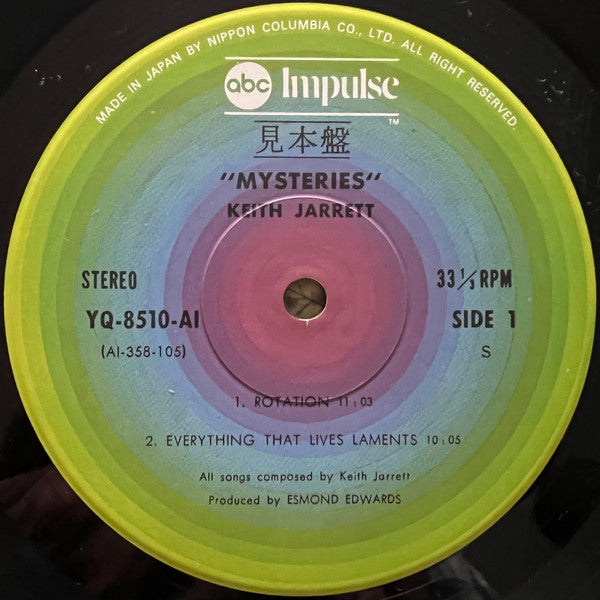 MADE IN JAPAN BY NIPPON COLUMBIA CO., LTD. ALL RIGHT RESERVED.
abc Impulse
TM
見本盤
"MYSTERIES"
KEITH JARRETT
STEREO
33 1/3 RPM
YQ-8510-AI
SIDE 1
(AI-358-105)
S
1. ROTATION 11:03
2. EVERYTHING THAT LIVES LAMENTS 10:05
All songs composed by Keith Jarrett
Produced by ESMOND EDWARDS